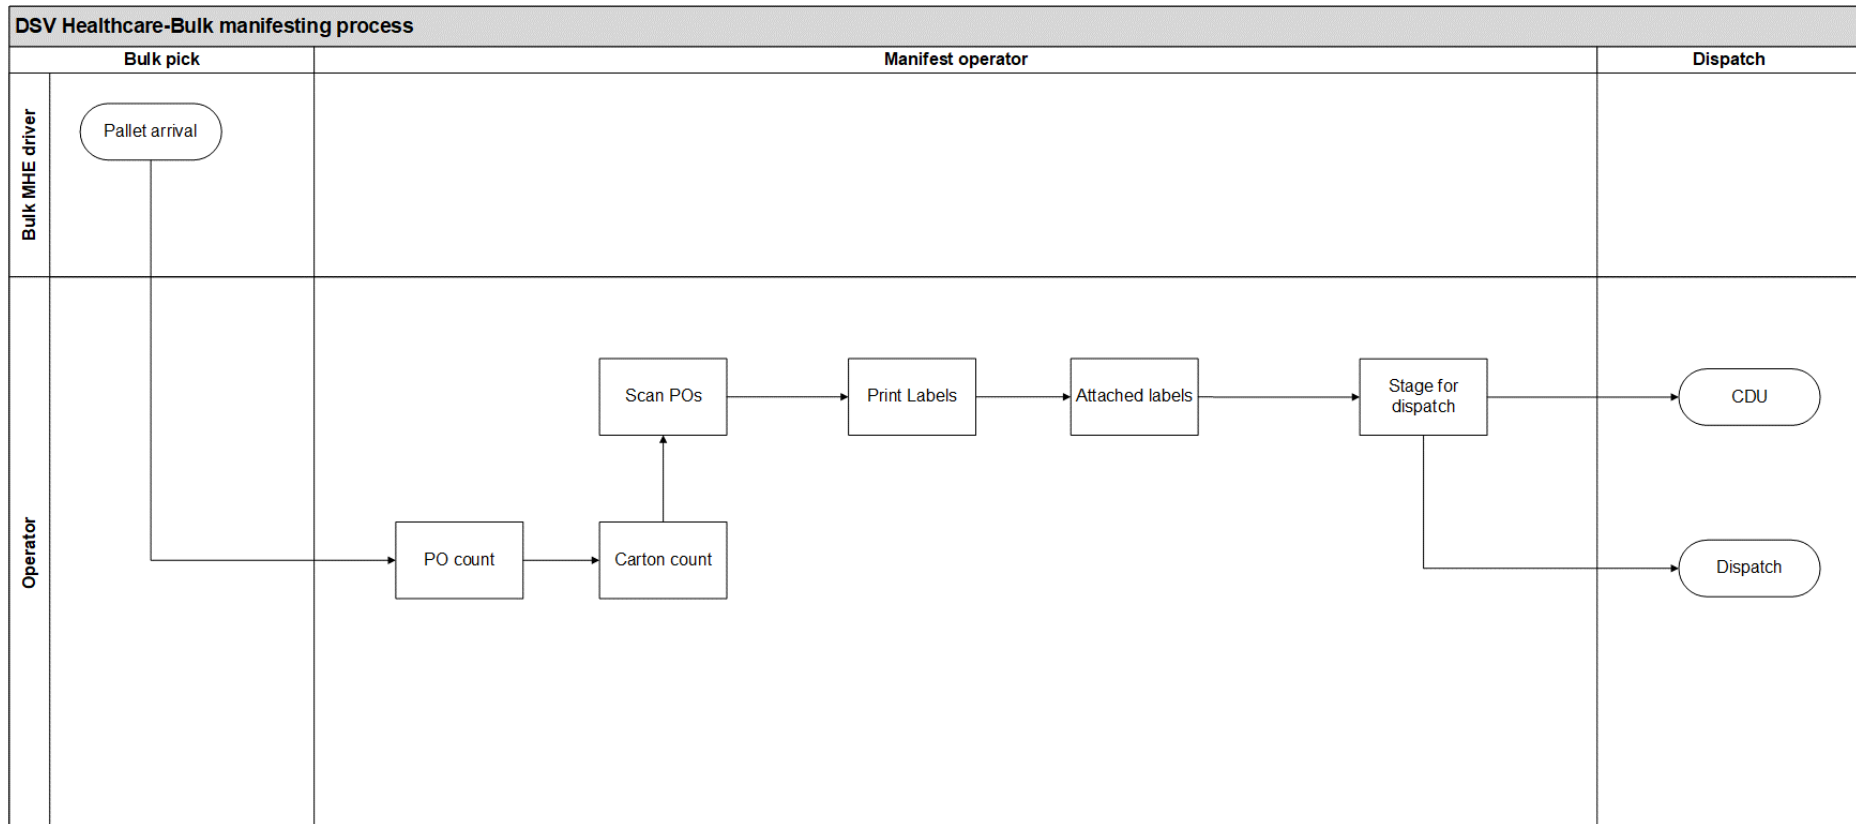 DSV Healthcare-Bulk manifesting process
Bulk pick
Manifest operator
Dispatch
Bulk MHE driver
Pallet arrival
Operator
Scan POs
Print Labels
Attached labels
Stage for
dispatch
CDU
PO count
Carton count
Dispatch